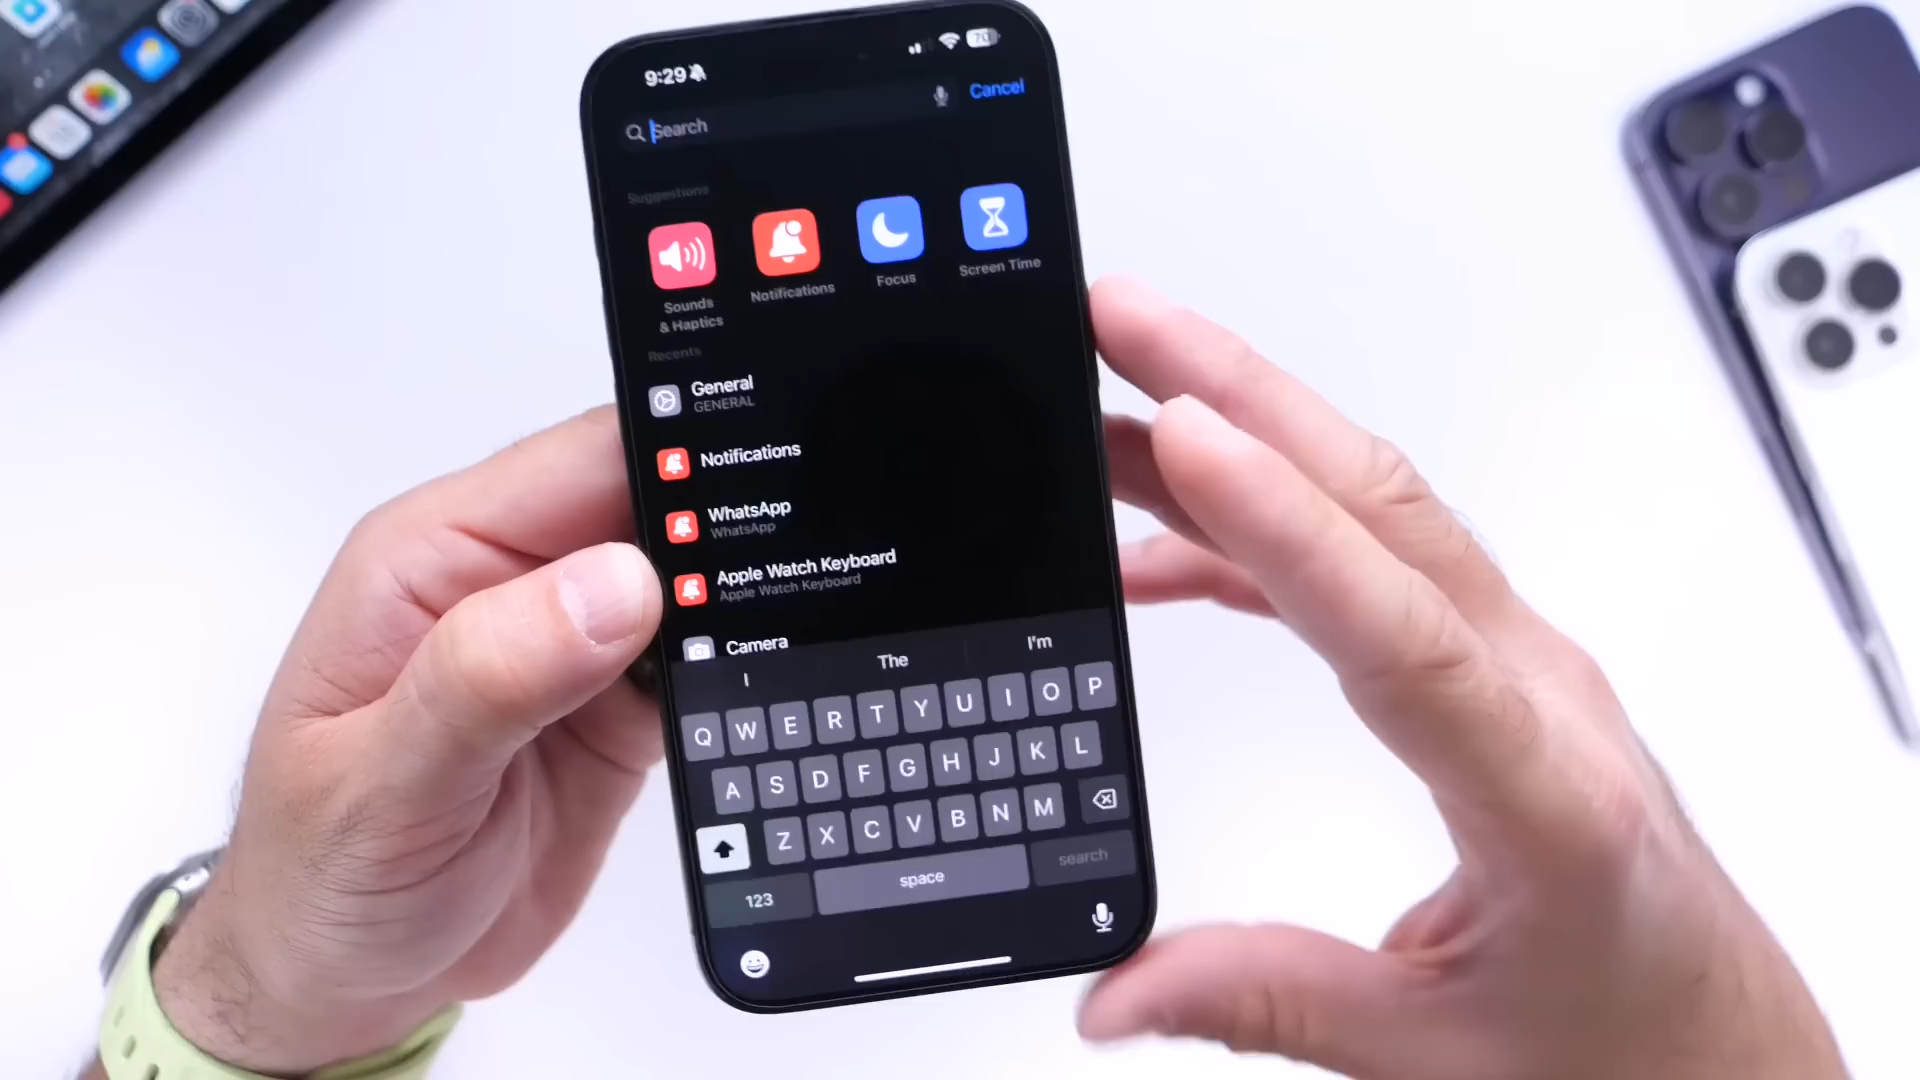 9:29
70
Search
Cancel
Suggestions
Sounds
& Haptics
Notifications
Focus
Screen Time
Recents
General
GENERAL
Notifications
WhatsApp
WhatsApp
Apple Watch Keyboard
Apple Watch Keyboard
Camera
I The I'm
Q W E R T Y U I O P
A S D F G H J K L
Z X C V B N M
123 space search